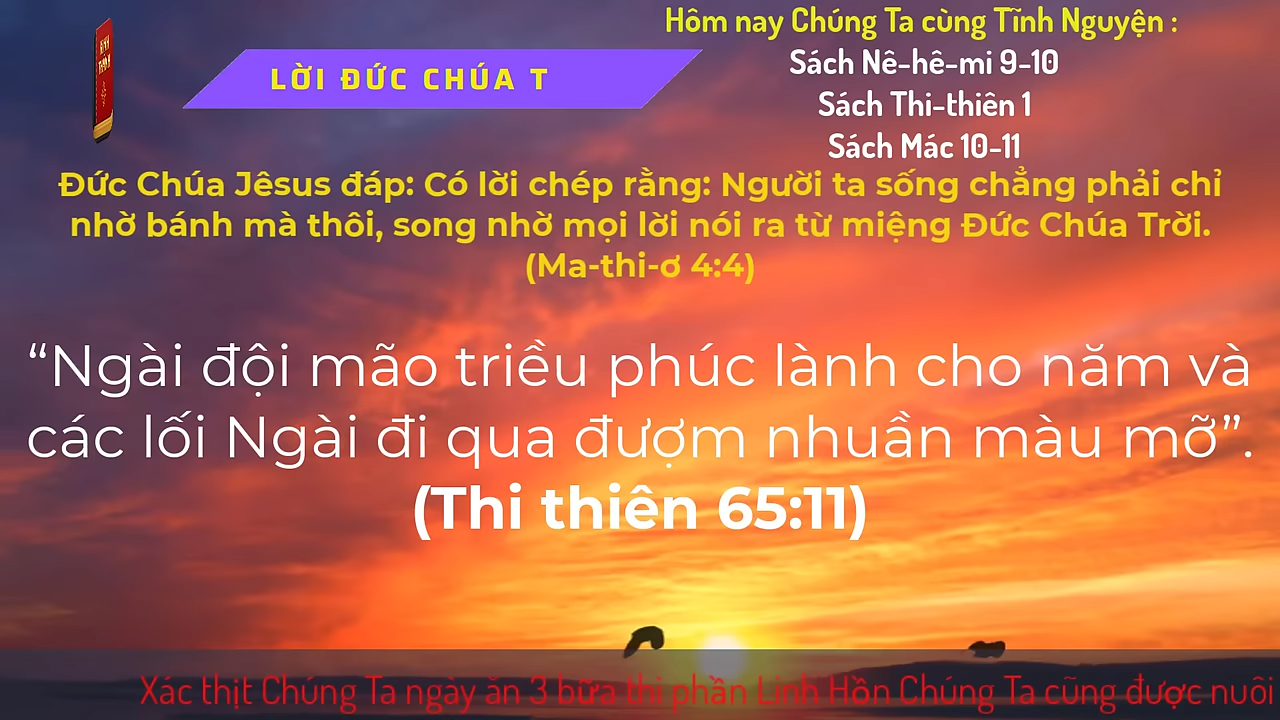 Hôm nay Chúng Ta cùng Tĩnh Nguyện :
Sách Nê-hê-mi 9-10
Sách Thi-thiên 1
Sách Mác 10-11
LỜI ĐỨC CHÚA T
Đức Chúa Jêsus đáp: Có lời chép rằng: Người ta sống chẳng phải chỉ
nhờ bánh mà thôi, song nhờ mọi lời nói ra từ miệng Đức Chúa Trời.
(Ma-thi-ơ 4:4)
“Ngài đội mão triều phúc lành cho năm và
các lối Ngài đi qua đượm nhuần màu mỡ”.
(Thi thiên 65:11)
Xác thịt Chúng Ta ngày ăn 3 bữa thì phần Linh Hồn Chúng Ta cũng được nuôi